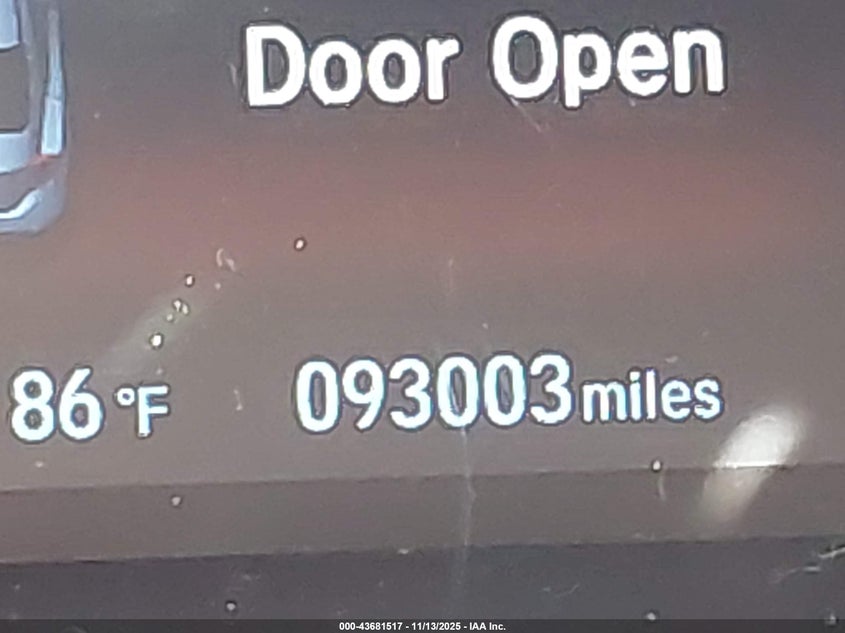 Door Open
86 °F 093003 miles
000-43681517 - 11/13/2025 - IAA Inc.